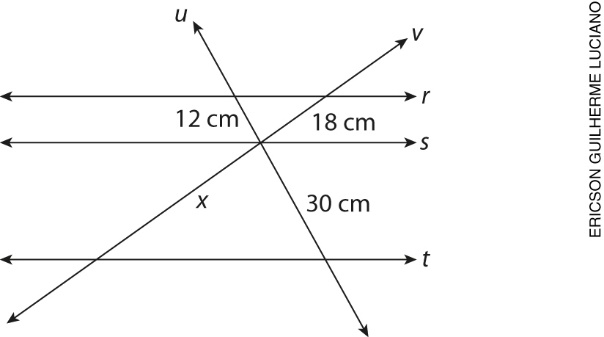 u
v
r
12 cm
18 cm
s
x
30 cm
t
ERICSON GUILHERME LUCIANO